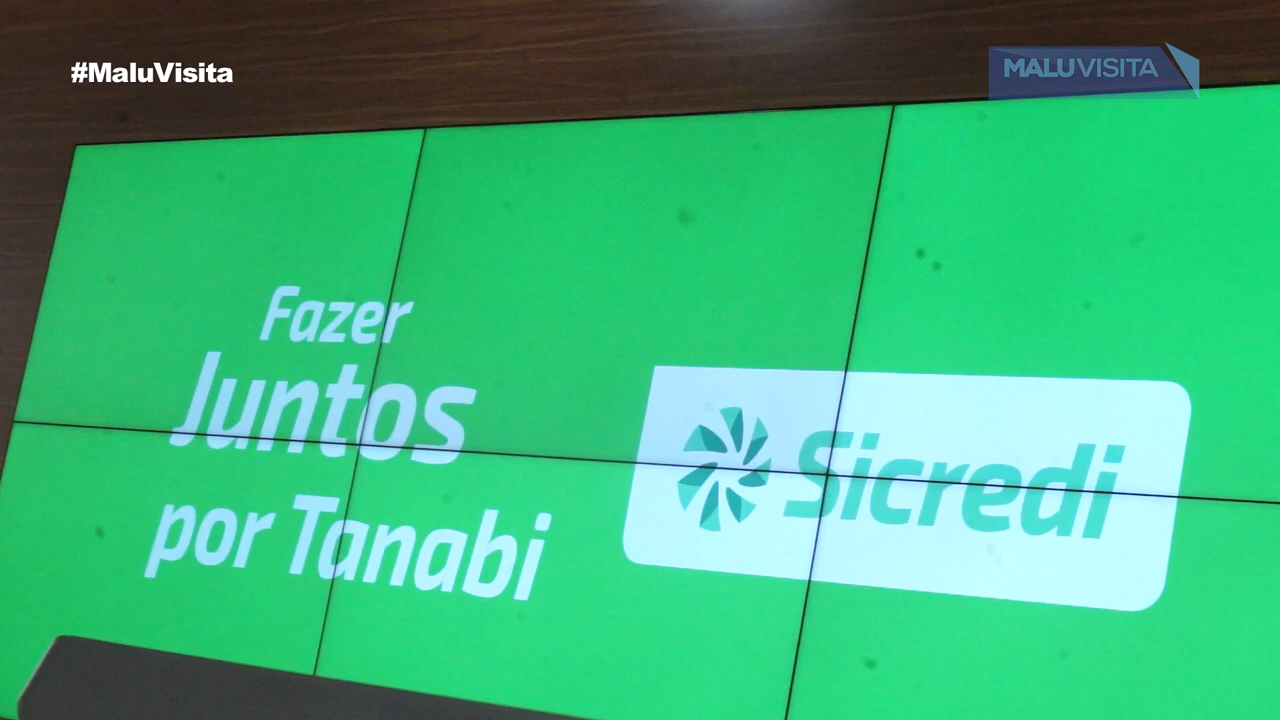 #MaluVisita
MALUVISITA
Fazer
Juntos
por Tanabi
Sicredi